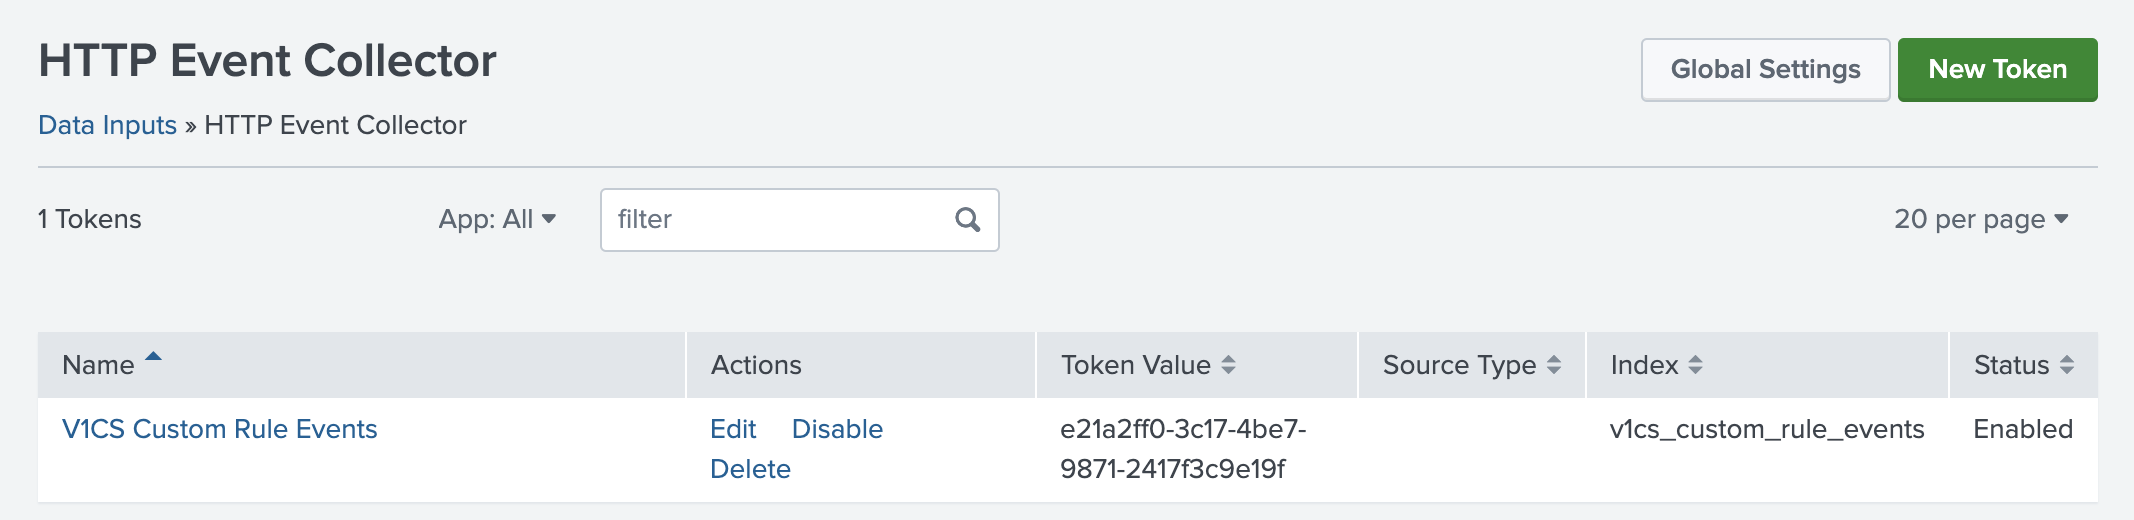 HTTP Event Collector
Global Settings
New Token
Data Inputs » HTTP Event Collector
1 Tokens
App: All
filter
20 per page
Name
Actions
Token Value
Source Type
Index
Status
V1CS Custom Rule Events
Edit Disable
Delete
e21a2ff0-3c17-4be7-
9871-2417f3c9e19f
v1cs_custom_rule_events
Enabled